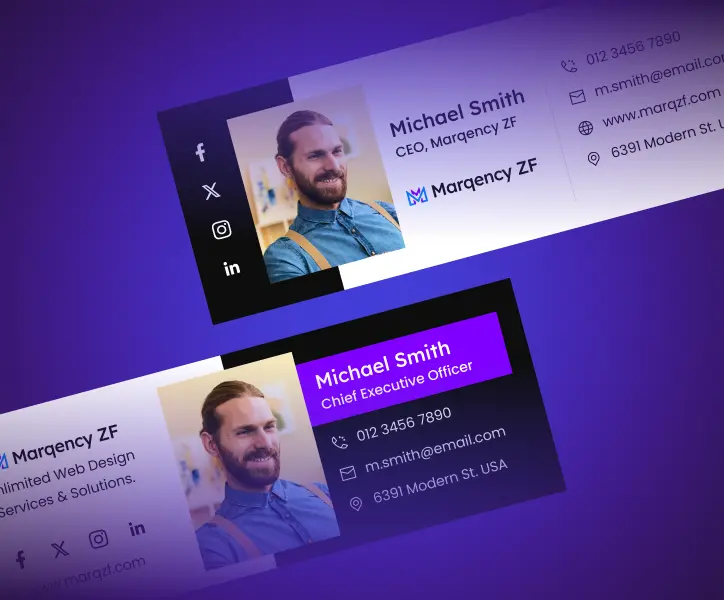 012 3456 7890
Michael Smith
m.smith@email.co
CEO, Marqency ZF
www.marqzf.com
Marqency ZF
6391 Modern St. U
Michael Smith
Chief Executive Officer
Marqency ZF
012 3456 7890
nlimited Web Design
m.smith@email.com
Services & Solutions.
6391 Modern St. USA
w.marqzf.com